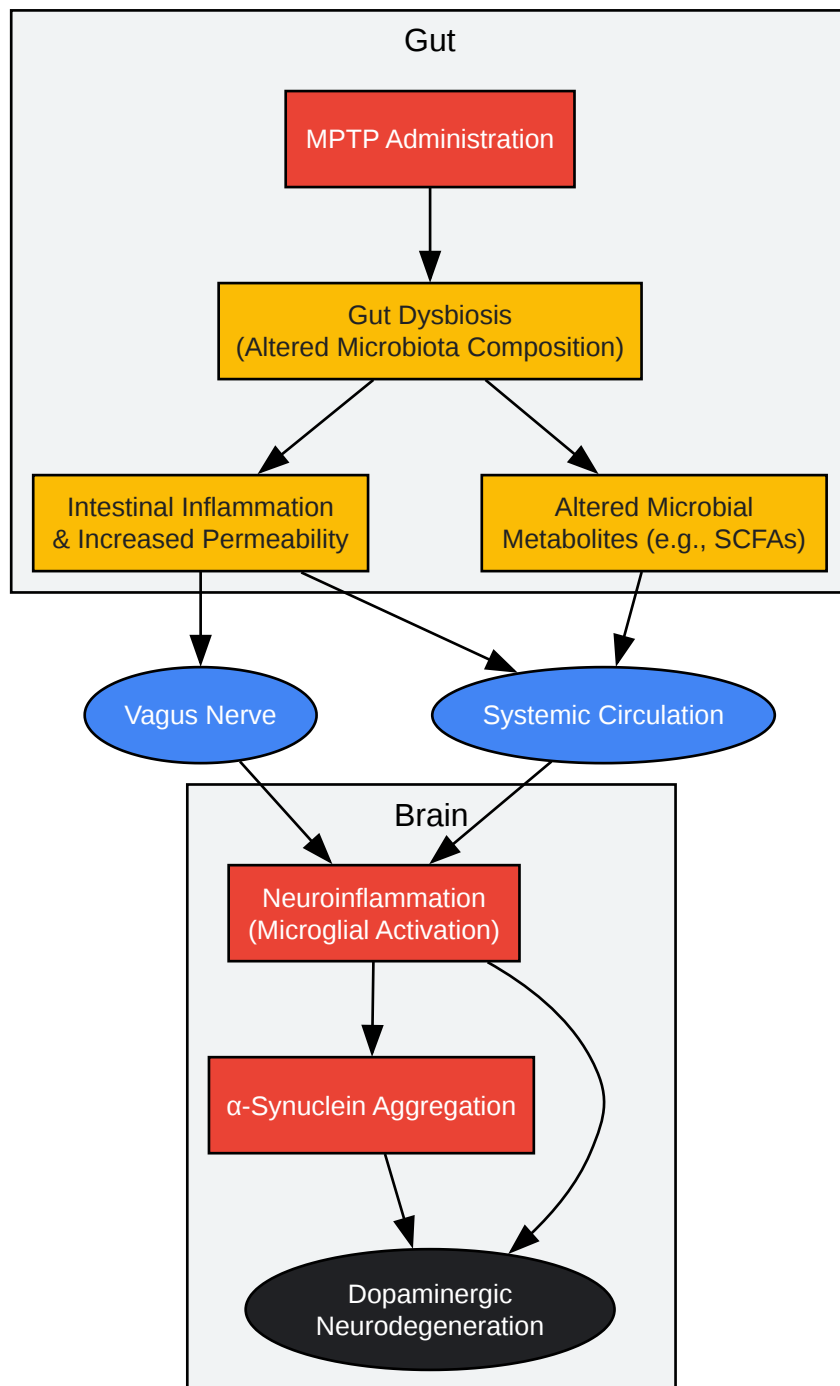 Gut
MPTP Administration
Gut Dysbiosis
(Altered Microbiota Composition)
Intestinal Inflammation
& Increased Permeability
Altered Microbial
Metabolites (e.g., SCFAs)
Vagus Nerve
Systemic Circulation
Brain
Neuroinflammation
(Microglial Activation)
α-Synuclein Aggregation
Dopaminergic
Neurodegeneration